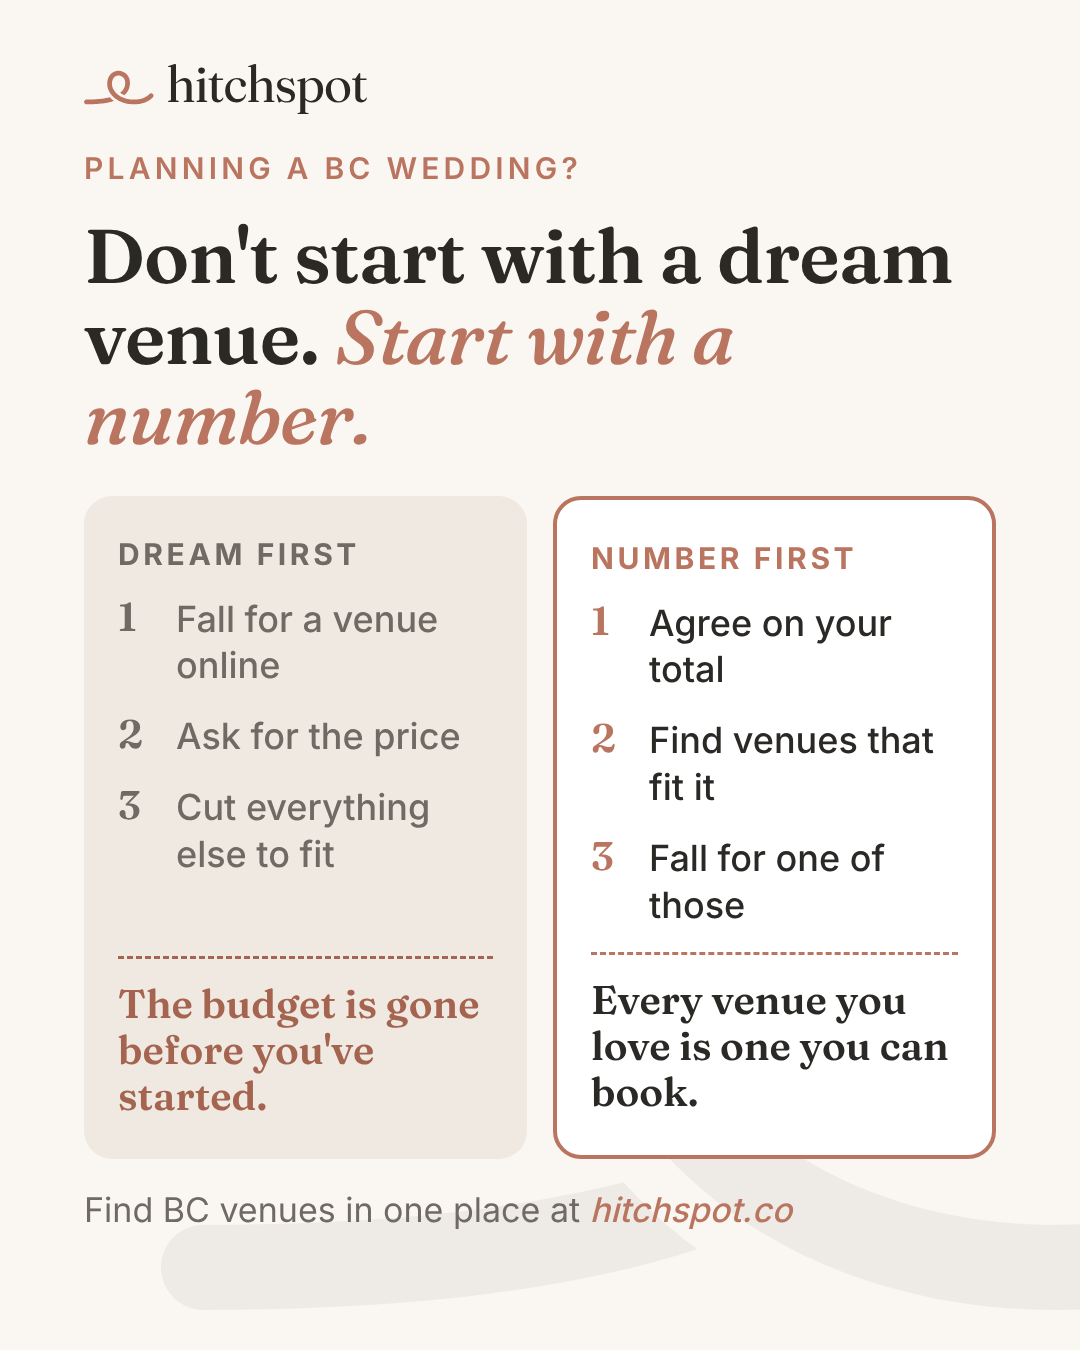 hitchspot
PLANNING A BC WEDDING?
Don't start with a dream
venue. Start with a
number.
DREAM FIRST
1 Fall for a venue
online
2 Ask for the price
3 Cut everything
else to fit
The budget is gone
before you've
started.
NUMBER FIRST
1 Agree on your
total
2 Find venues that
fit it
3 Fall for one of
those
Every venue you
love is one you can
book.
Find BC venues in one place at hitchspot.co